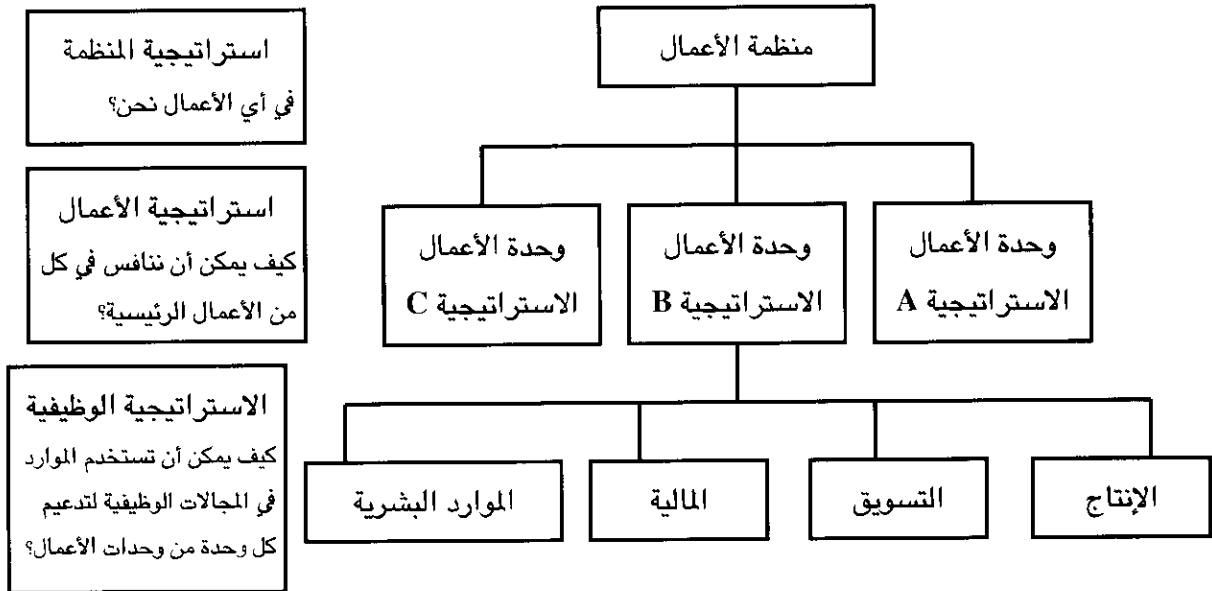 منظمة الأعمال
وحدة الأعمال
الاستراتيجية A
وحدة الأعمال
الاستراتيجية B
وحدة الأعمال
الاستراتيجية C
الإنتاج
التسويق
المالية
الموارد البشرية
استراتيجية المنظمة
في أي الأعمال نحن؟
استراتيجية الأعمال
كيف يمكن أن ننافس في كل
من الأعمال الرئيسية؟
الاستراتيجية الوظيفية
كيف يمكن أن تستخدم الموارد
في المجالات الوظيفية لتدعيم
كل وحدة من وحدات الأعمال؟